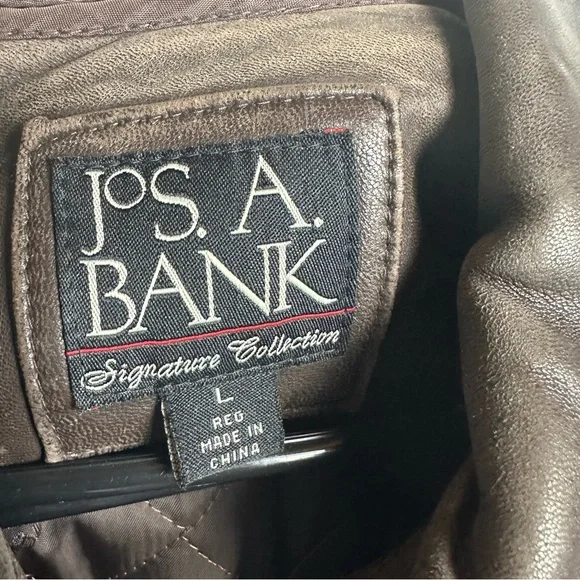 JOS. A.
BANK
Signature Collection
L
REG
MADE IN
CHINA